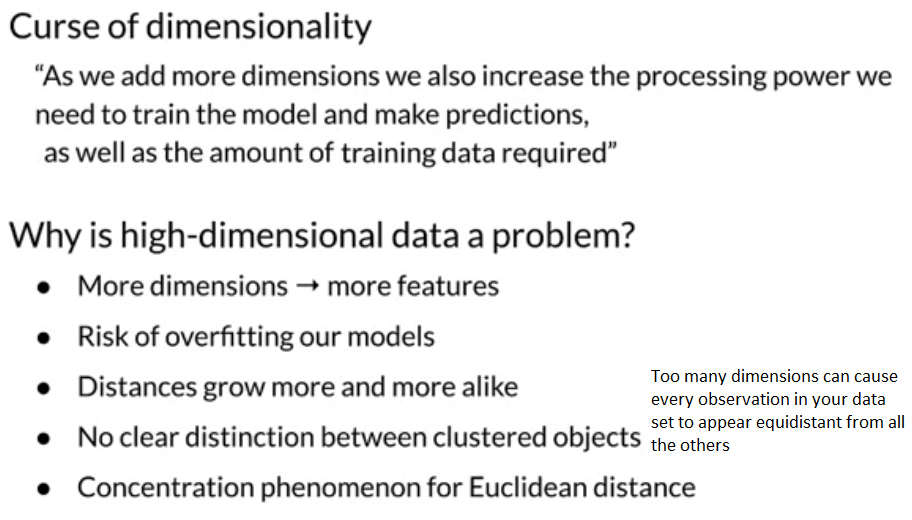 Curse of dimensionality
“As we add more dimensions we also increase the processing power we
need to train the model and make predictions,
as well as the amount of training data required”
Why is high-dimensional data a problem?
● More dimensions → more features
● Risk of overfitting our models
● Distances grow more and more alike
● No clear distinction between clustered objects
● Concentration phenomenon for Euclidean distance
Too many dimensions can cause
every observation in your data
set to appear equidistant from all
the others